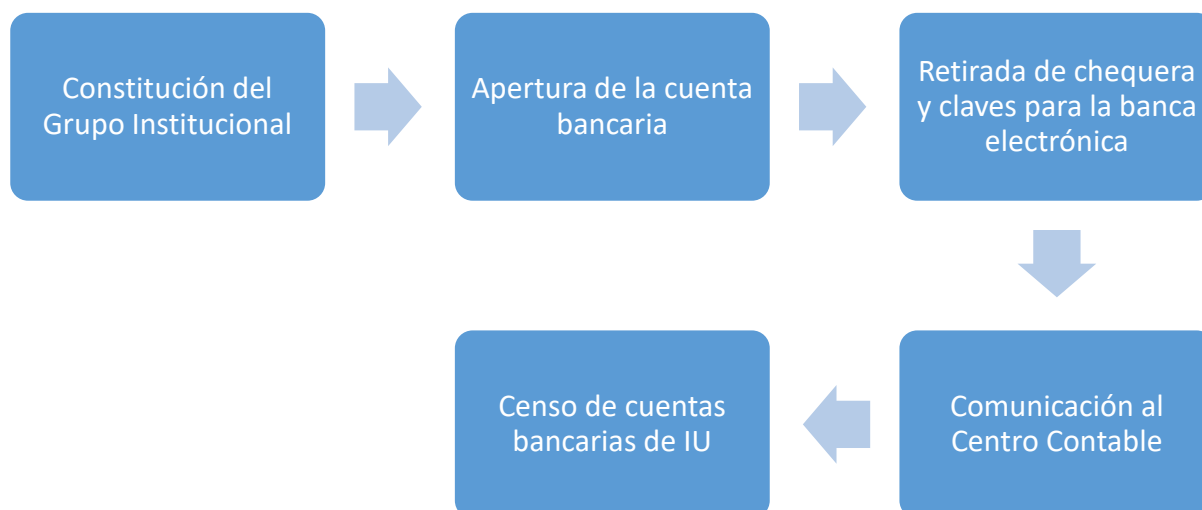 Constitución del
Grupo Institucional
Apertura de la cuenta
bancaria
Retirada de chequera
y claves para la banca
electrónica
Comunicación al
Centro Contable
Censo de cuentas
bancarias de IU